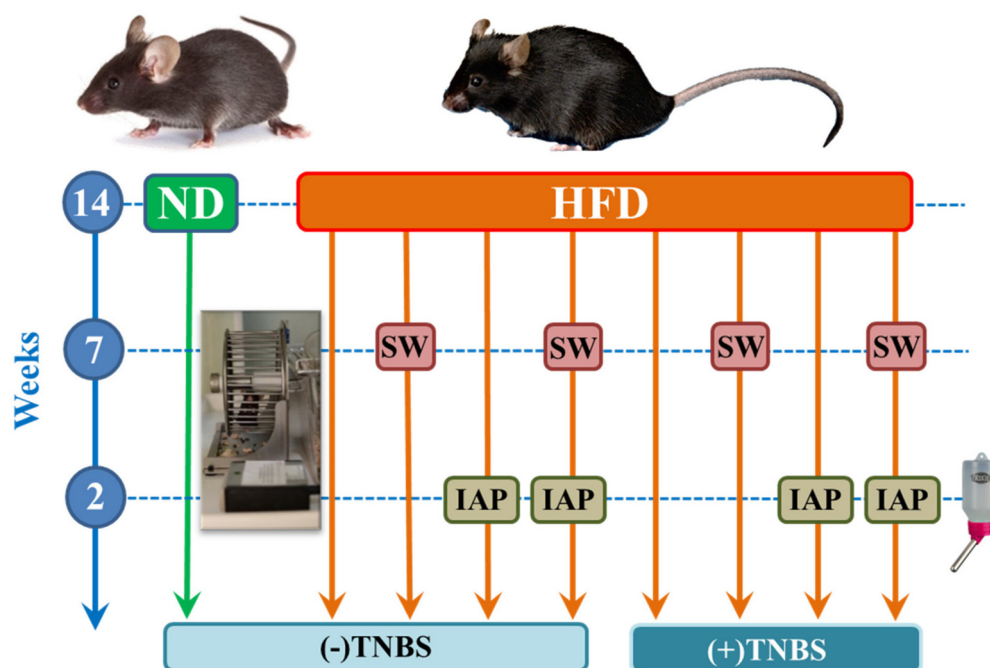 14 ND HFD
Weeks
7 SW SW SW SW
2 IAP IAP IAP IAP
(-)TNBS (+)TNBS